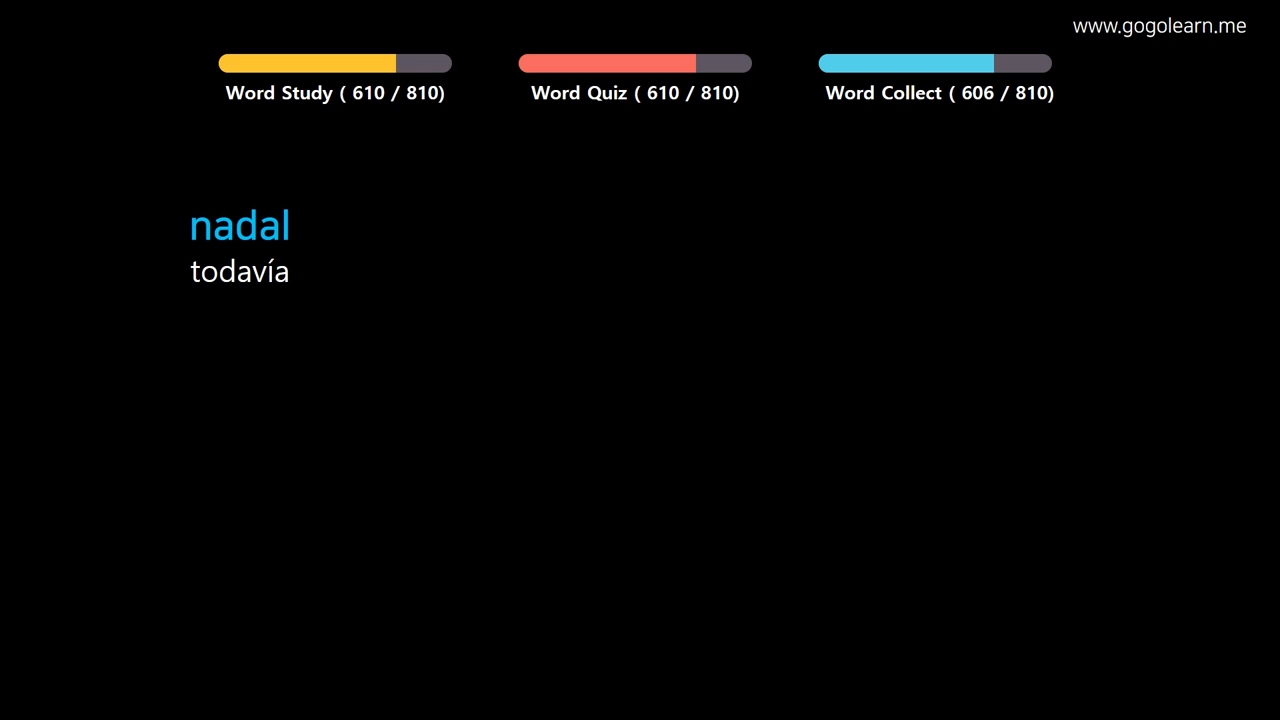 www.gogolearn.me
Word Study ( 610 / 810)
Word Quiz ( 610 / 810)
Word Collect ( 606 / 810)
nadal
todavía